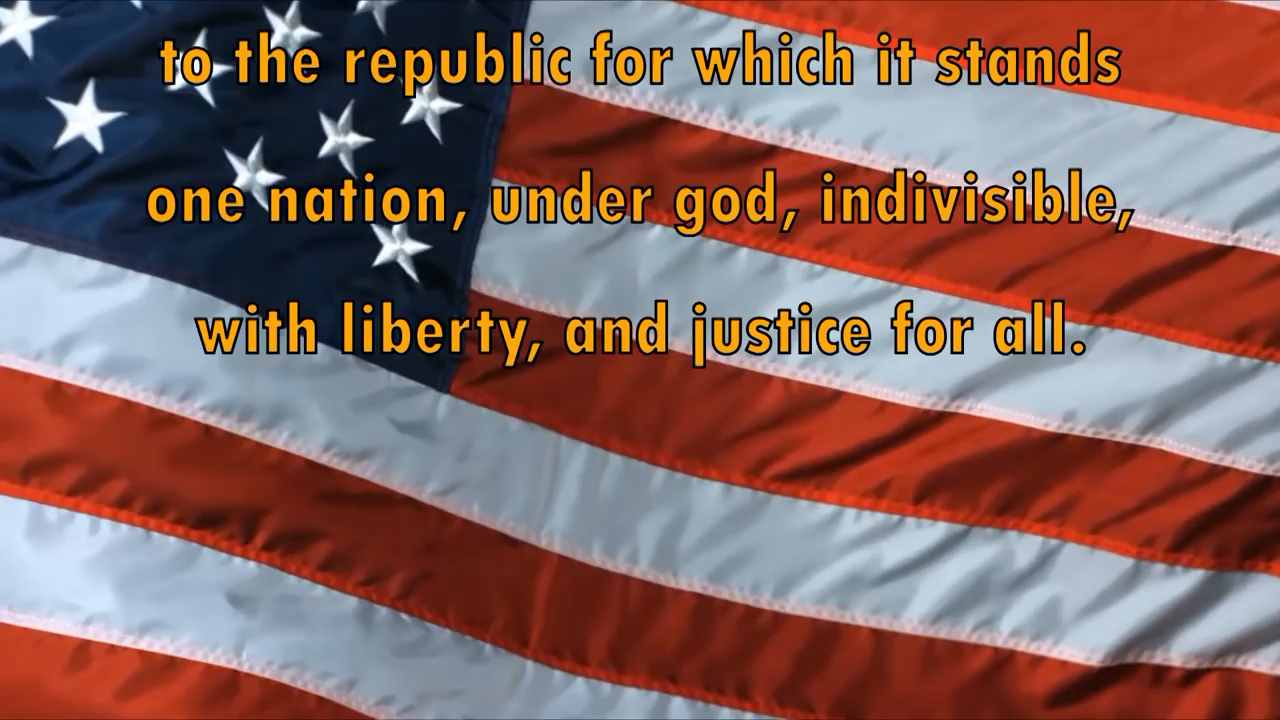 to the republic for which it stands
one nation, under god, indivisible,
with liberty, and justice for all.